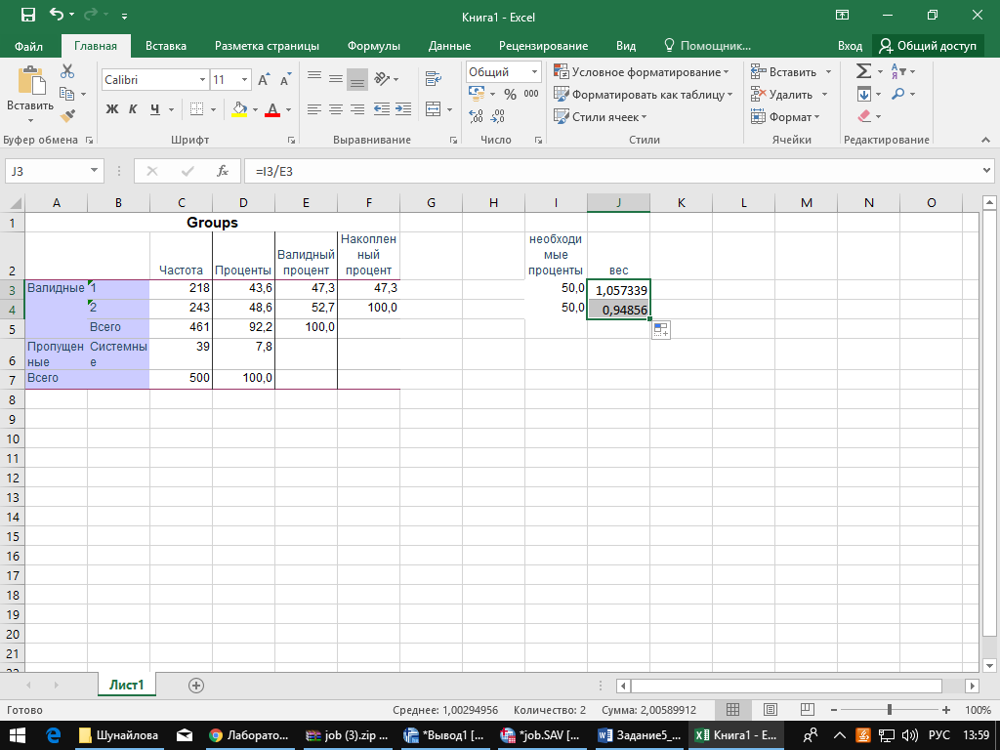 Книга1 - Excel
Файл Главная Вставка Разметка страницы Формулы Данные Рецензирование Вид Помощник... Вход Общий доступ
Вставить
Calibri 11
Ж К Ч А
Общий
% 000
Условное форматирование
Форматировать как таблицу
Стили ячеек
Вставить
Удалить
Формат
Буфер обмена Шрифт Выравнивание Число Стили Ячейки Редактирование
J3 fx =I3/E3
A B C D E F G H I J K L M N O
1 Groups
2 Частота Проценты Валидный процент Накоплен ный процент необходи мые проценты вес
3 Валидные 1 218 43,6 47,3 47,3 50,0 1,057339
4 2 243 48,6 52,7 100,0 50,0 0,94856
5 Всего 461 92,2 100,0
6 Пропущен ные Системны е 39 7,8
7 Всего 500 100,0
8
9
10
11
12
13
14
15
16
17
18
19
20
21
Лист1
Готово Среднее: 1,00294956 Количество: 2 Сумма: 2,00589912 100%
Шунайлова Лаборато... job (3).zip ... *Вывод1 [... *job.SAV [... Задание5_... Книга1 - E... РУС 13:59